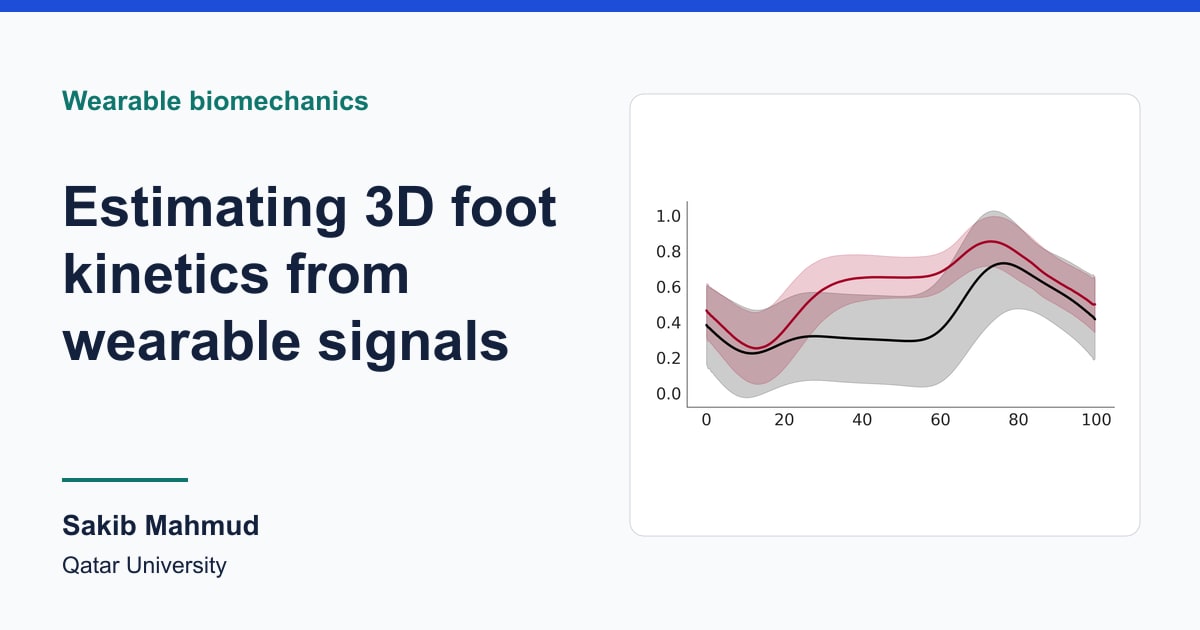 Wearable biomechanics
Estimating 3D foot
kinetics from
wearable signals
Sakib Mahmud
Qatar University
1.0
0.8
0.6
0.4
0.2
0.0
0 20 40 60 80 100